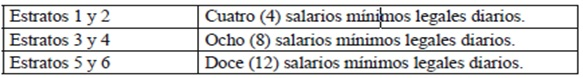 Estratos 1 y 2 Cuatro (4) salarios mínimos legales diarios.
Estratos 3 y 4 Ocho (8) salarios mínimos legales diarios.
Estratos 5 y 6 Doce (12) salarios mínimos legales diarios.